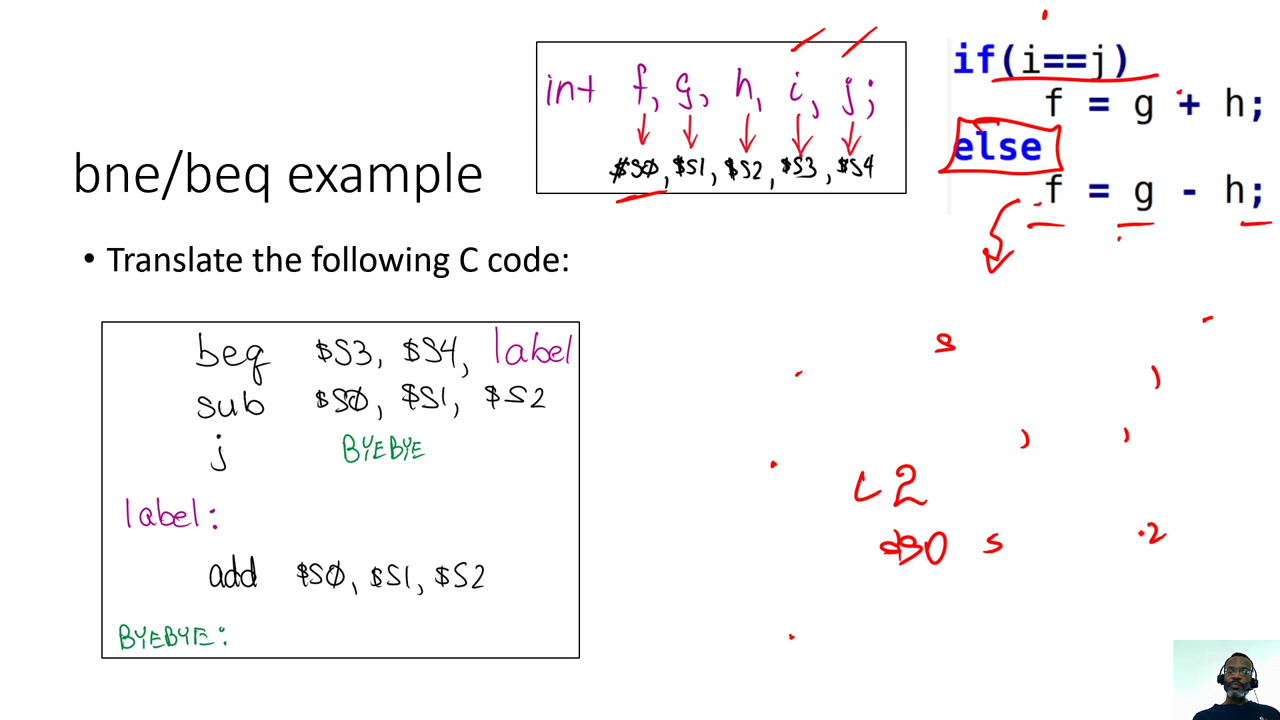 int f, g, h, i, j;
$S0, $S1, $S2, $S3, $S4
if(i==j)
f = g + h;
else
f = g - h;
bne/beq example
• Translate the following C code:
beq $S3, $S4, label
sub $S0, $S1, $S2
j BYEBYE
label:
add $S0, $S1, $S2
BYEBYE:
s
L2
$S0 s 2